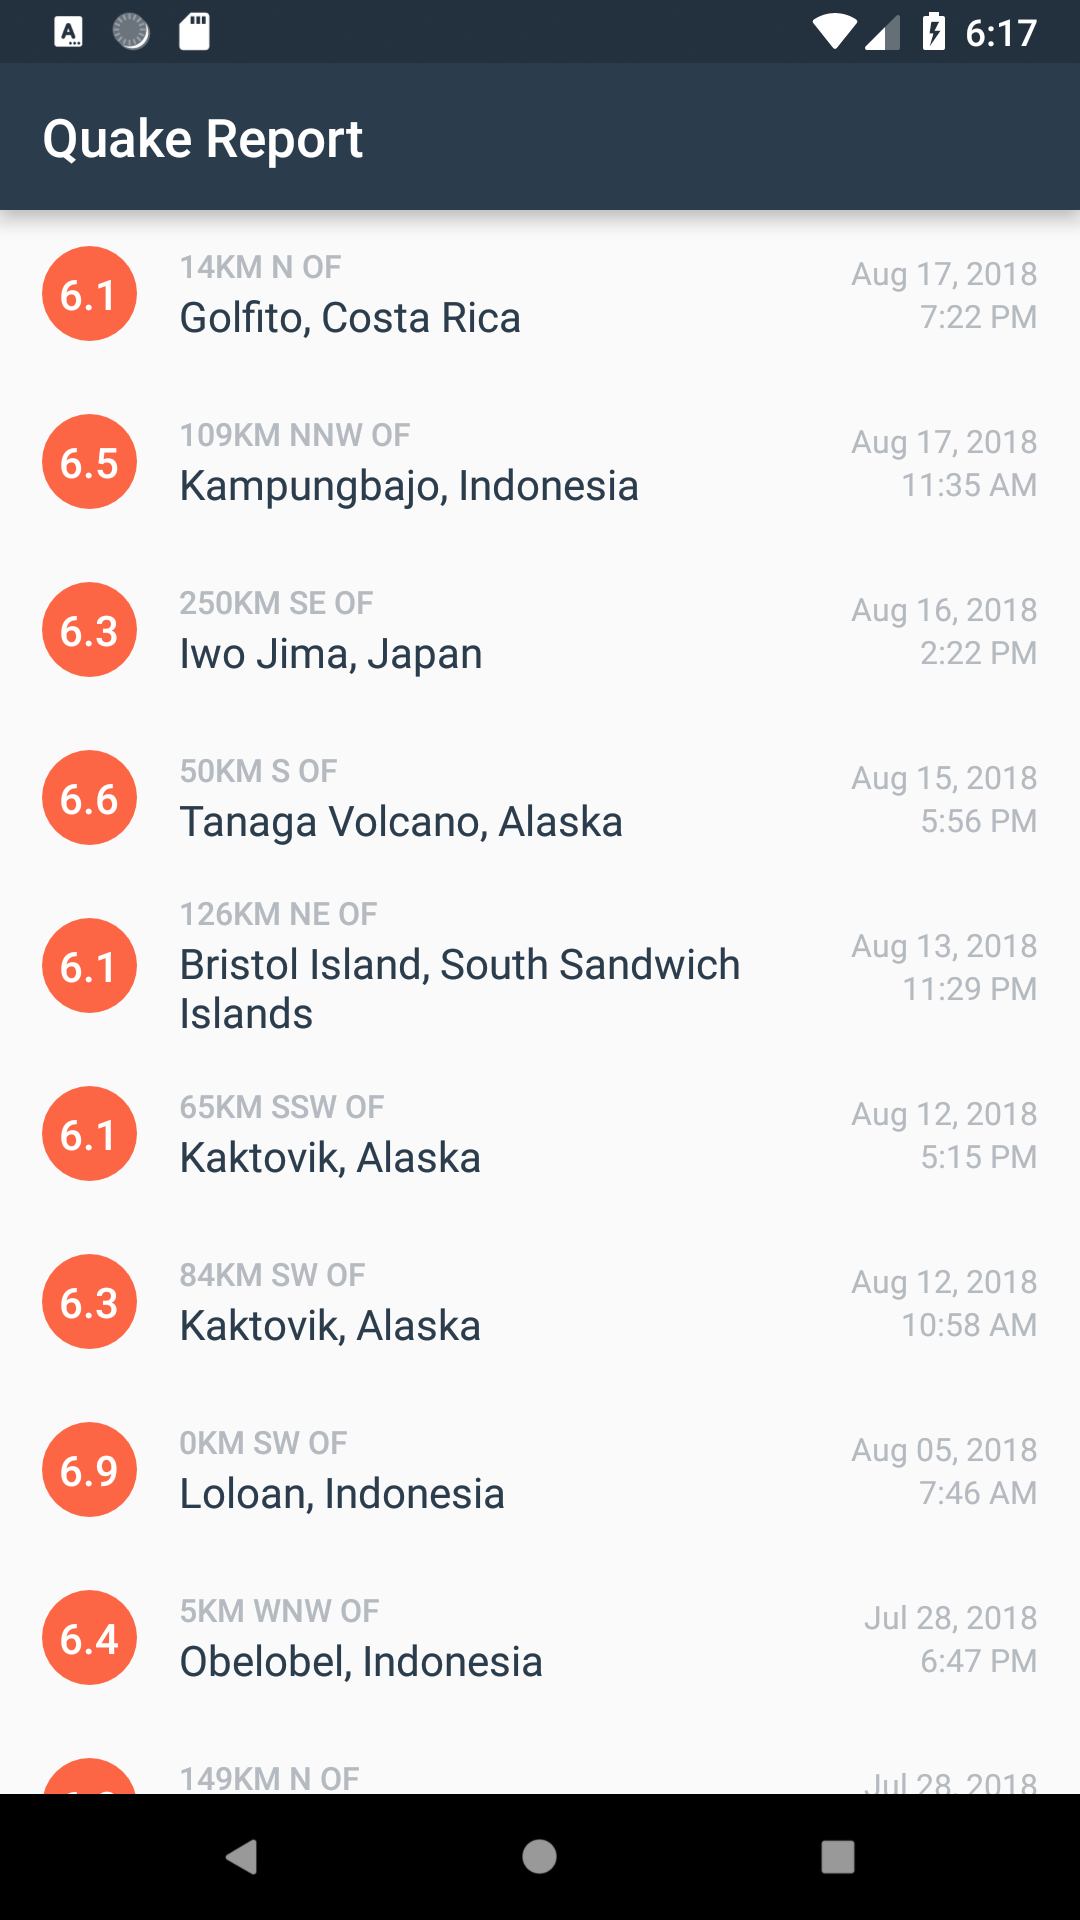 6:17
Quake Report
6.1
14KM N OF
Golfito, Costa Rica
Aug 17, 2018
7:22 PM
6.5
109KM NNW OF
Kampungbajo, Indonesia
Aug 17, 2018
11:35 AM
6.3
250KM SE OF
Iwo Jima, Japan
Aug 16, 2018
2:22 PM
6.6
50KM S OF
Tanaga Volcano, Alaska
Aug 15, 2018
5:56 PM
6.1
126KM NE OF
Bristol Island, South Sandwich
Islands
Aug 13, 2018
11:29 PM
6.1
65KM SSW OF
Kaktovik, Alaska
Aug 12, 2018
5:15 PM
6.3
84KM SW OF
Kaktovik, Alaska
Aug 12, 2018
10:58 AM
6.9
0KM SW OF
Loloan, Indonesia
Aug 05, 2018
7:46 AM
6.4
5KM WNW OF
Obelobel, Indonesia
Jul 28, 2018
6:47 PM
149KM N OF
Jul 28, 2018